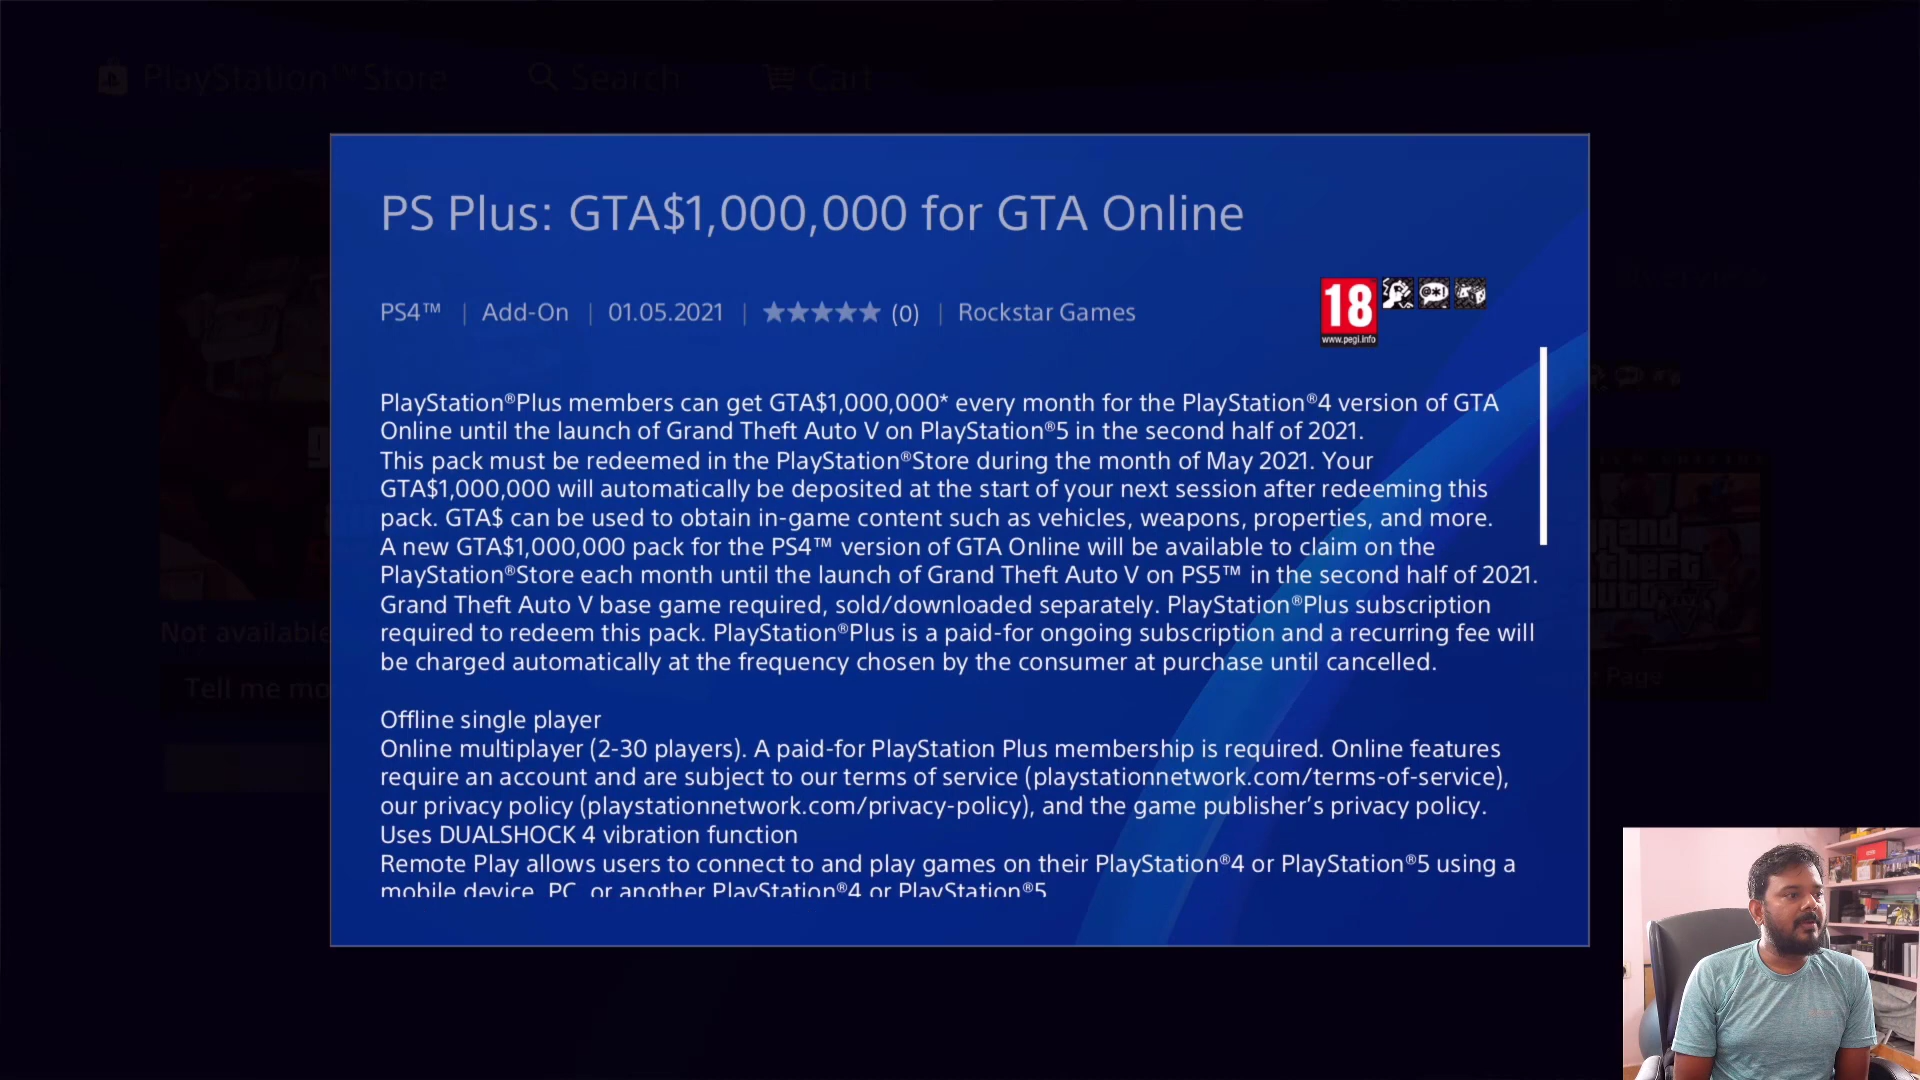 PlayStation™Store Search Cart
PS Plus: GTA$1,000,000 for GTA Online
PS4™ | Add-On | 01.05.2021 | ★★★★★ (0) | Rockstar Games
18
www.pegi.info
PlayStation®Plus members can get GTA$1,000,000* every month for the PlayStation®4 version of GTA
Online until the launch of Grand Theft Auto V on PlayStation®5 in the second half of 2021.
This pack must be redeemed in the PlayStation®Store during the month of May 2021. Your
GTA$1,000,000 will automatically be deposited at the start of your next session after redeeming this
pack. GTA$ can be used to obtain in-game content such as vehicles, weapons, properties, and more.
A new GTA$1,000,000 pack for the PS4™ version of GTA Online will be available to claim on the
PlayStation®Store each month until the launch of Grand Theft Auto V on PS5™ in the second half of 2021.
Grand Theft Auto V base game required, sold/downloaded separately. PlayStation®Plus subscription
required to redeem this pack. PlayStation®Plus is a paid-for ongoing subscription and a recurring fee will
be charged automatically at the frequency chosen by the consumer at purchase until cancelled.
Offline single player
Online multiplayer (2-30 players). A paid-for PlayStation Plus membership is required. Online features
require an account and are subject to our terms of service (playstationnetwork.com/terms-of-service),
our privacy policy (playstationnetwork.com/privacy-policy), and the game publisher’s privacy policy.
Uses DUALSHOCK 4 vibration function
Remote Play allows users to connect to and play games on their PlayStation®4 or PlayStation®5 using a
mobile device, PC, or another PlayStation®4 or PlayStation®5
Not available
Tell me mo
rand
theft
uto
Page